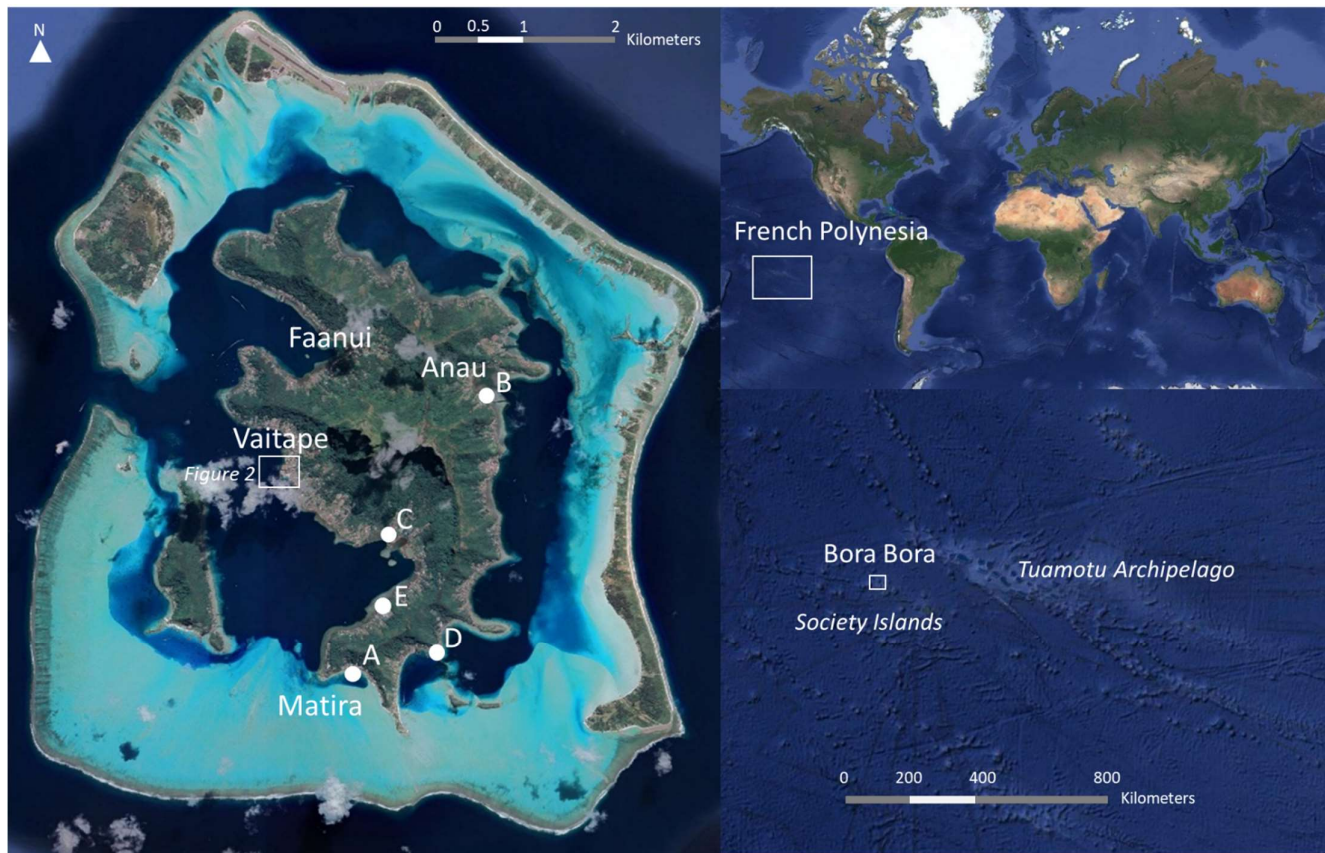 N
0 0.5 1 2
Kilometers
Faanui
Anau
B
Vaitape
Figure 2
C
E
D
A
Matira
French Polynesia
Bora Bora
Tuamotu Archipelago
Society Islands
0 200 400 800
Kilometers